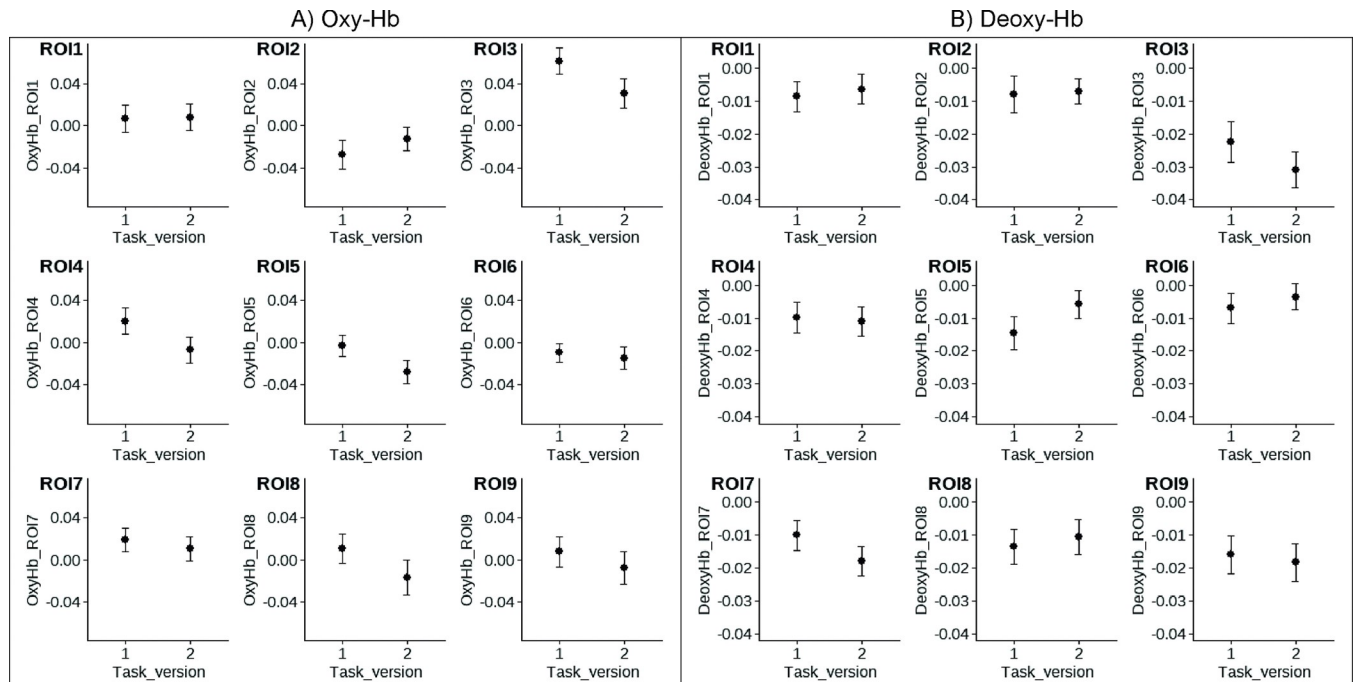 A) Oxy-Hb
ROI1
OxyHb_ROI1
0.04
0.00
-0.04
1 2
Task_version
ROI2
OxyHb_ROI2
0.04
0.00
-0.04
1 2
Task_version
ROI3
OxyHb_ROI3
0.04
0.00
-0.04
1 2
Task_version
ROI4
OxyHb_ROI4
0.04
0.00
-0.04
1 2
Task_version
ROI5
OxyHb_ROI5
0.04
0.00
-0.04
1 2
Task_version
ROI6
OxyHb_ROI6
0.04
0.00
-0.04
1 2
Task_version
ROI7
OxyHb_ROI7
0.04
0.00
-0.04
1 2
Task_version
ROI8
OxyHb_ROI8
0.04
0.00
-0.04
1 2
Task_version
ROI9
OxyHb_ROI9
0.04
0.00
-0.04
1 2
Task_version
B) Deoxy-Hb
ROI1
DeoxyHb_ROI1
0.00
-0.01
-0.02
-0.03
-0.04
1 2
Task_version
ROI2
DeoxyHb_ROI2
0.00
-0.01
-0.02
-0.03
-0.04
1 2
Task_version
ROI3
DeoxyHb_ROI3
0.00
-0.01
-0.02
-0.03
-0.04
1 2
Task_version
ROI4
DeoxyHb_ROI4
0.00
-0.01
-0.02
-0.03
-0.04
1 2
Task_version
ROI5
DeoxyHb_ROI5
0.00
-0.01
-0.02
-0.03
-0.04
1 2
Task_version
ROI6
DeoxyHb_ROI6
0.00
-0.01
-0.02
-0.03
-0.04
1 2
Task_version
ROI7
DeoxyHb_ROI7
0.00
-0.01
-0.02
-0.03
-0.04
1 2
Task_version
ROI8
DeoxyHb_ROI8
0.00
-0.01
-0.02
-0.03
-0.04
1 2
Task_version
ROI9
DeoxyHb_ROI9
0.00
-0.01
-0.02
-0.03
-0.04
1 2
Task_version